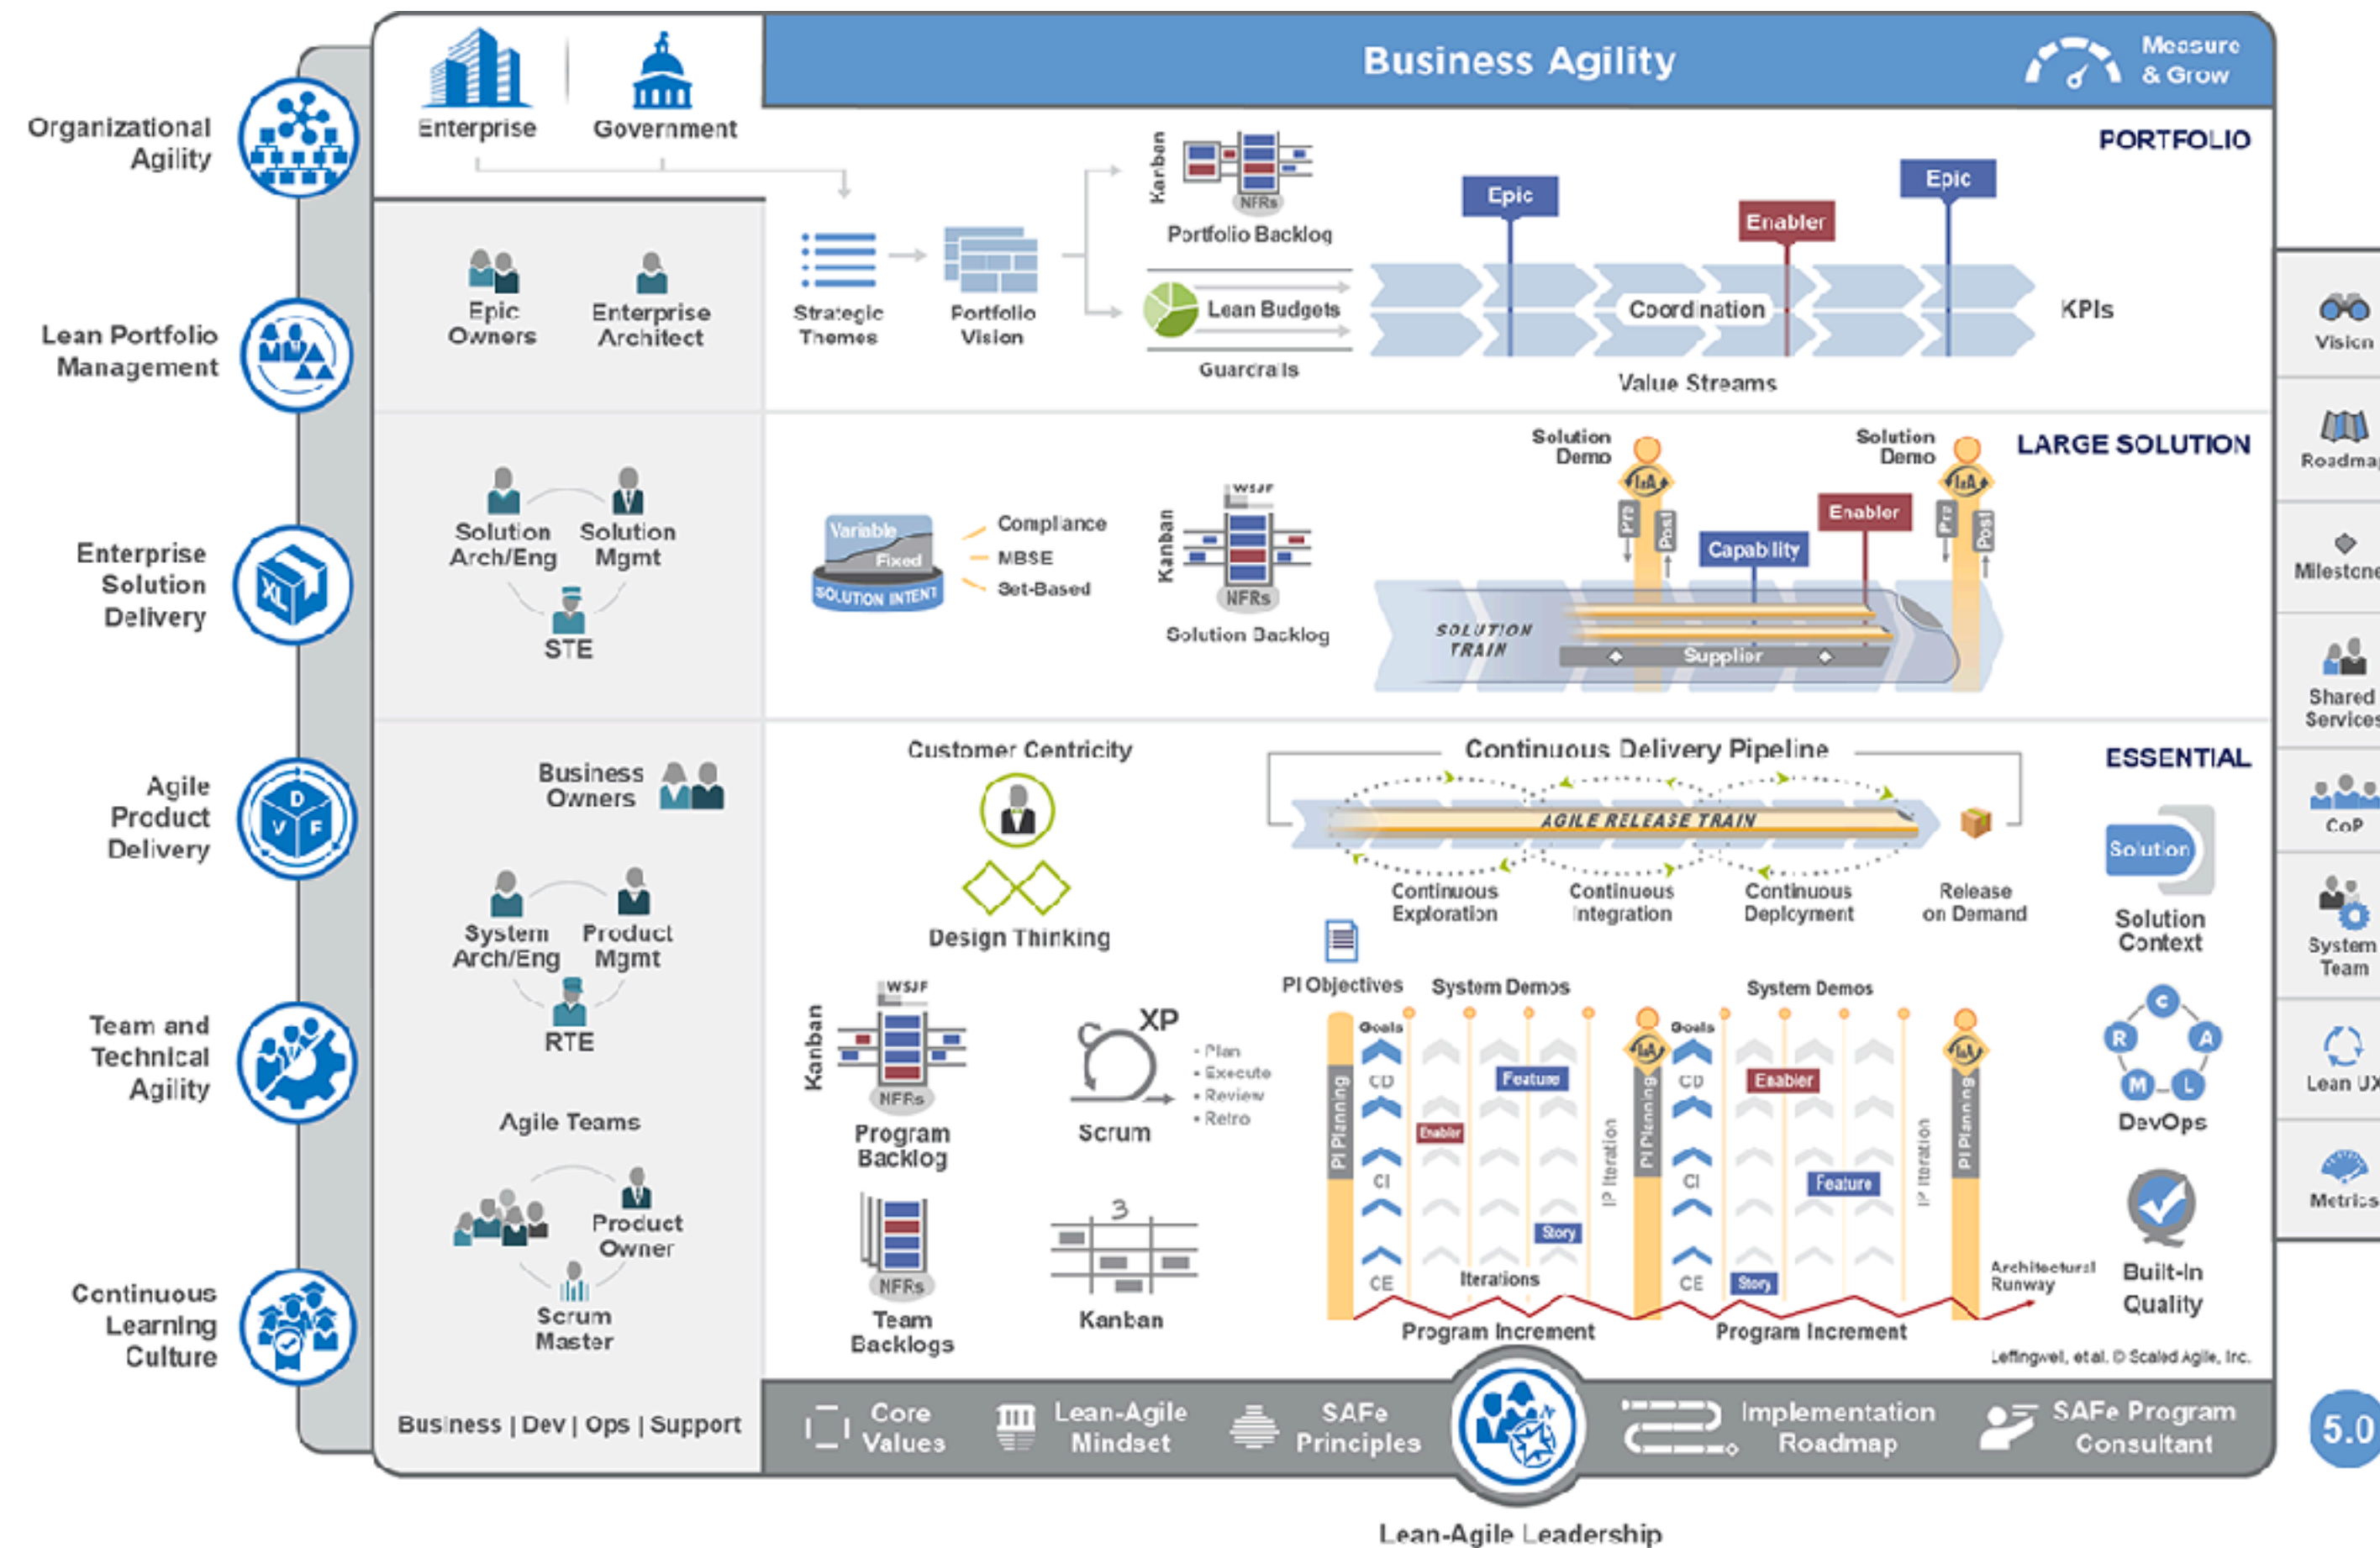 Business Agility
Measure
& Grow
Organizational
Agility
Lean Portfolio
Management
Enterprise
Solution
Delivery
Agile
Product
Delivery
D
V F
Team and
Technical
Agility
Continuous
Learning
Culture
XL
Enterprise
Government
Epic
Owners
Enterprise
Architect
Solution
Arch/Eng
Solution
Mgmt
STE
Business
Owners
System
Arch/Eng
Product
Mgmt
RTE
Agile Teams
Product
Owner
Scrum
Master
Business | Dev | Ops | Support
PORTFOLIO
Strategic
Themes
Portfolio
Vision
Kanban
NFRs
Portfolio Backlog
Lean Budgets
Guardrails
Epic
Enabler
Epic
Coordination
Value Streams
KPIs
LARGE SOLUTION
Variable
Fixed
SOLUTION INTENT
Compliance
MBSE
Set-Based
Kanban
WSJF
NFRs
Solution Backlog
Solution
Demo
I&A
Pre
Post
Capability
Enabler
Solution
Demo
I&A
Pre
Post
SOLUTION
TRAIN
Supplier
ESSENTIAL
Customer Centricity
Design Thinking
Continuous Delivery Pipeline
AGILE RELEASE TRAIN
Continuous
Exploration
Continuous
Integration
Continuous
Deployment
Release
on Demand
Solution
Solution
Context
Kanban
WSJF
NFRs
Program
Backlog
XP
• Plan
• Execute
• Review
• Retro
Scrum
NFRs
Team
Backlogs
3
Kanban
PI Objectives
System Demos
System Demos
Goals
CD
CI
CE
PI Planning
Feature
Enabler
Story
Iterations
IP Iteration
I&A
PI Planning
Goals
CD
CI
CE
Enabler
Feature
Story
IP Iteration
I&A
PI Planning
Program Increment
Program Increment
Architectural
Runway
C
R A
M L
DevOps
Built-In
Quality
Leffingwell, et al. © Scaled Agile, Inc.
Core
Values
Lean-Agile
Mindset
SAFe
Principles
Implementation
Roadmap
SAFe Program
Consultant
Lean-Agile Leadership
Vision
Roadmap
Milestone
Shared
Services
CoP
System
Team
Lean UX
Metrics
5.0